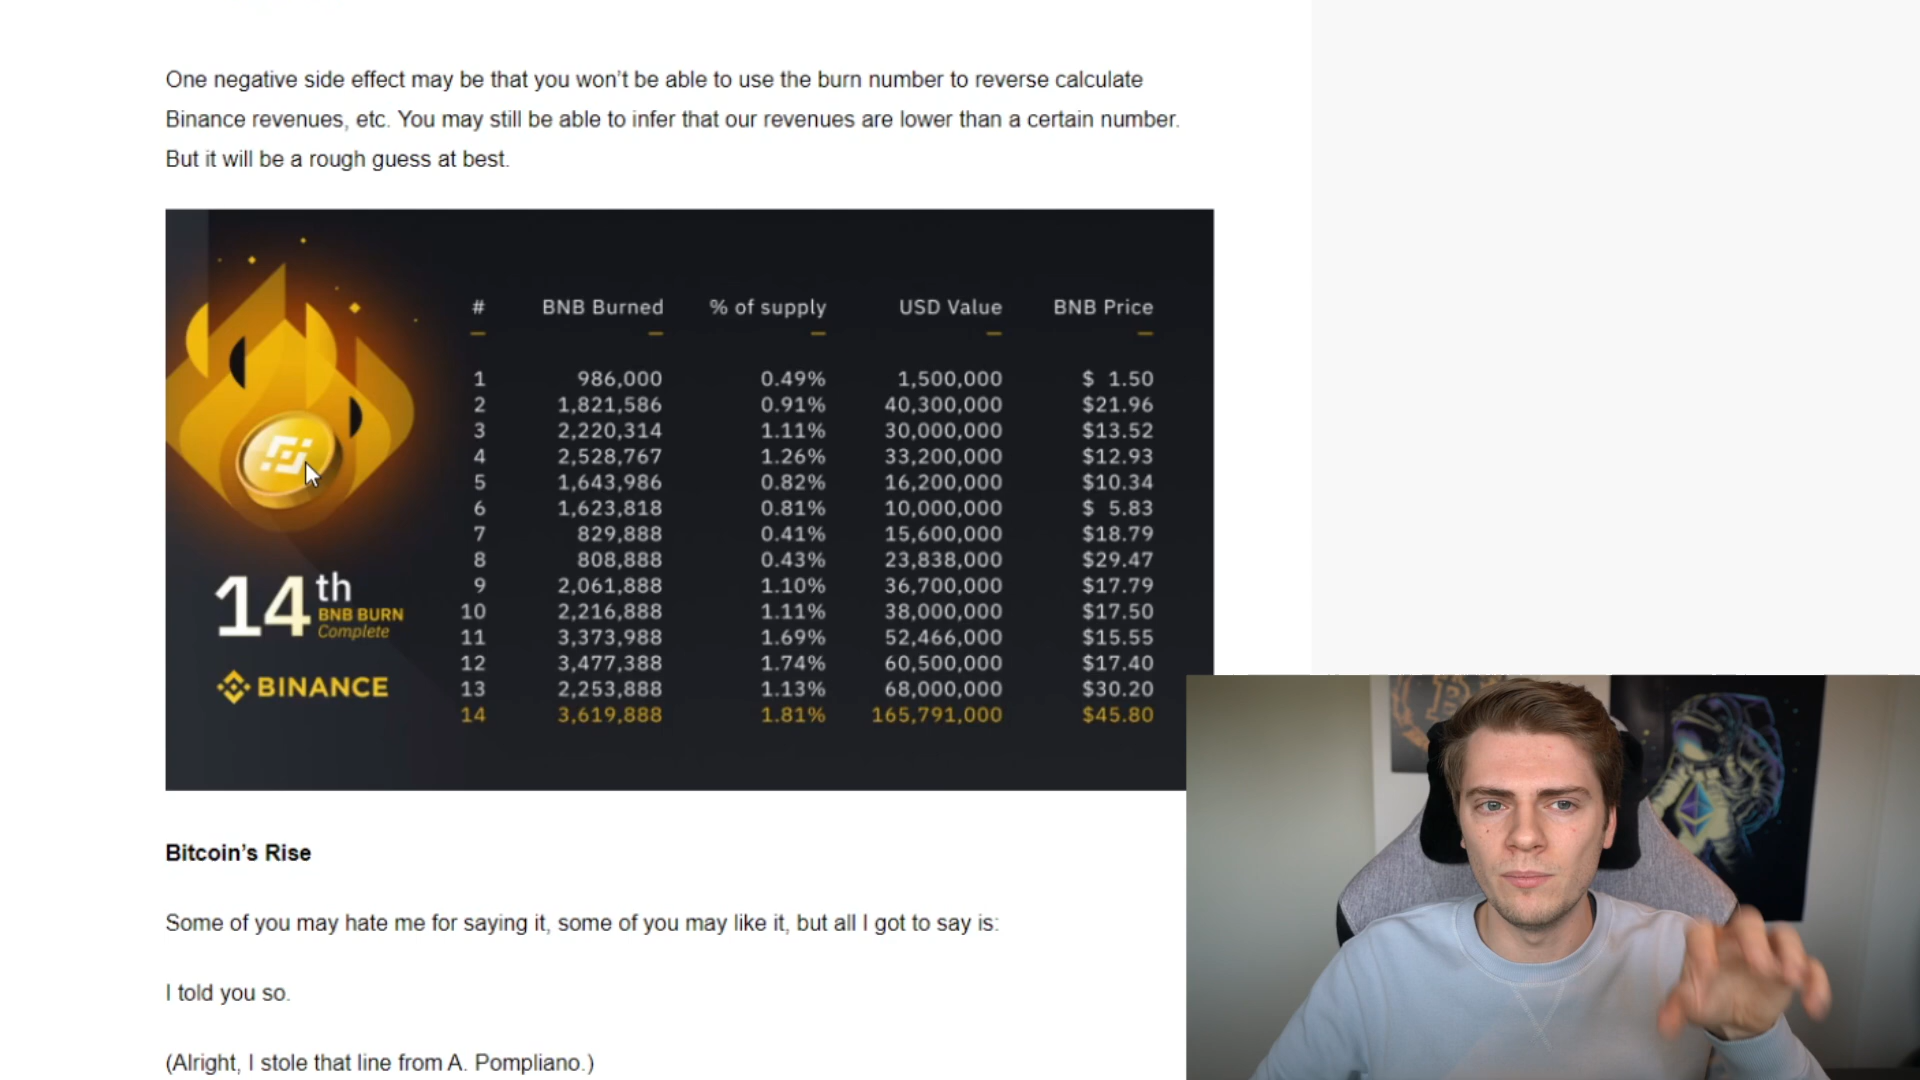 One negative side effect may be that you won’t be able to use the burn number to reverse calculate
Binance revenues, etc. You may still be able to infer that our revenues are lower than a certain number.
But it will be a rough guess at best.
# BNB Burned % of supply USD Value BNB Price
1 986,000 0.49% 1,500,000 $ 1.50
2 1,821,586 0.91% 40,300,000 $21.96
3 2,220,314 1.11% 30,000,000 $13.52
4 2,528,767 1.26% 33,200,000 $12.93
5 1,643,986 0.82% 16,200,000 $10.34
6 1,623,818 0.81% 10,000,000 $ 5.83
7 829,888 0.41% 15,600,000 $18.79
8 808,888 0.43% 23,838,000 $29.47
9 2,061,888 1.10% 36,700,000 $17.79
10 2,216,888 1.11% 38,000,000 $17.50
11 3,373,988 1.69% 52,466,000 $15.55
12 3,477,388 1.74% 60,500,000 $17.40
13 2,253,888 1.13% 68,000,000 $30.20
14 3,619,888 1.81% 165,791,000 $45.80
14th
BNB BURN
Complete
BINANCE
Bitcoin’s Rise
Some of you may hate me for saying it, some of you may like it, but all I got to say is:
I told you so.
(Alright, I stole that line from A. Pompliano.)